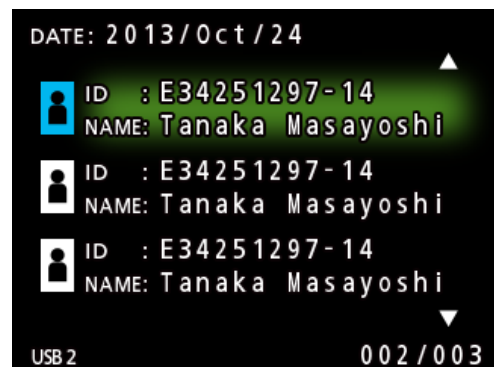 DATE: 2013/Oct/24
ID : E34251297-14
NAME: Tanaka Masayoshi
ID : E34251297-14
NAME: Tanaka Masayoshi
ID : E34251297-14
NAME: Tanaka Masayoshi
USB 2 002/003